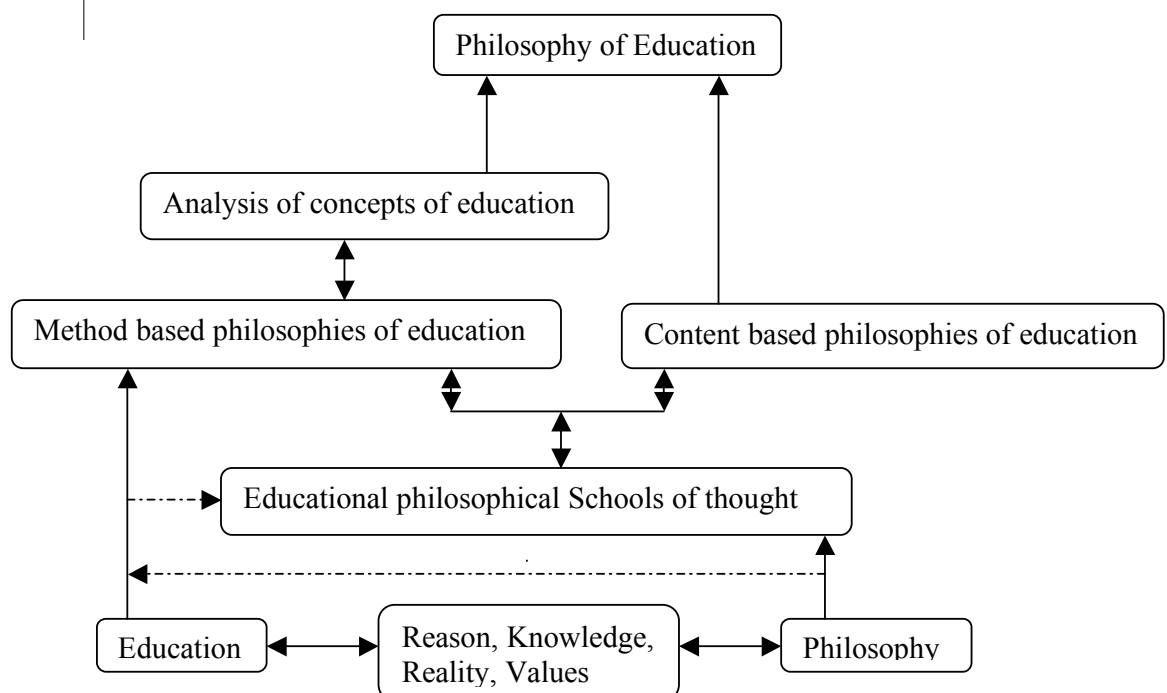 Philosophy of Education
Analysis of concepts of education
Method based philosophies of education
Content based philosophies of education
Educational philosophical Schools of thought
Education
Reason, Knowledge,
Reality, Values
Philosophy